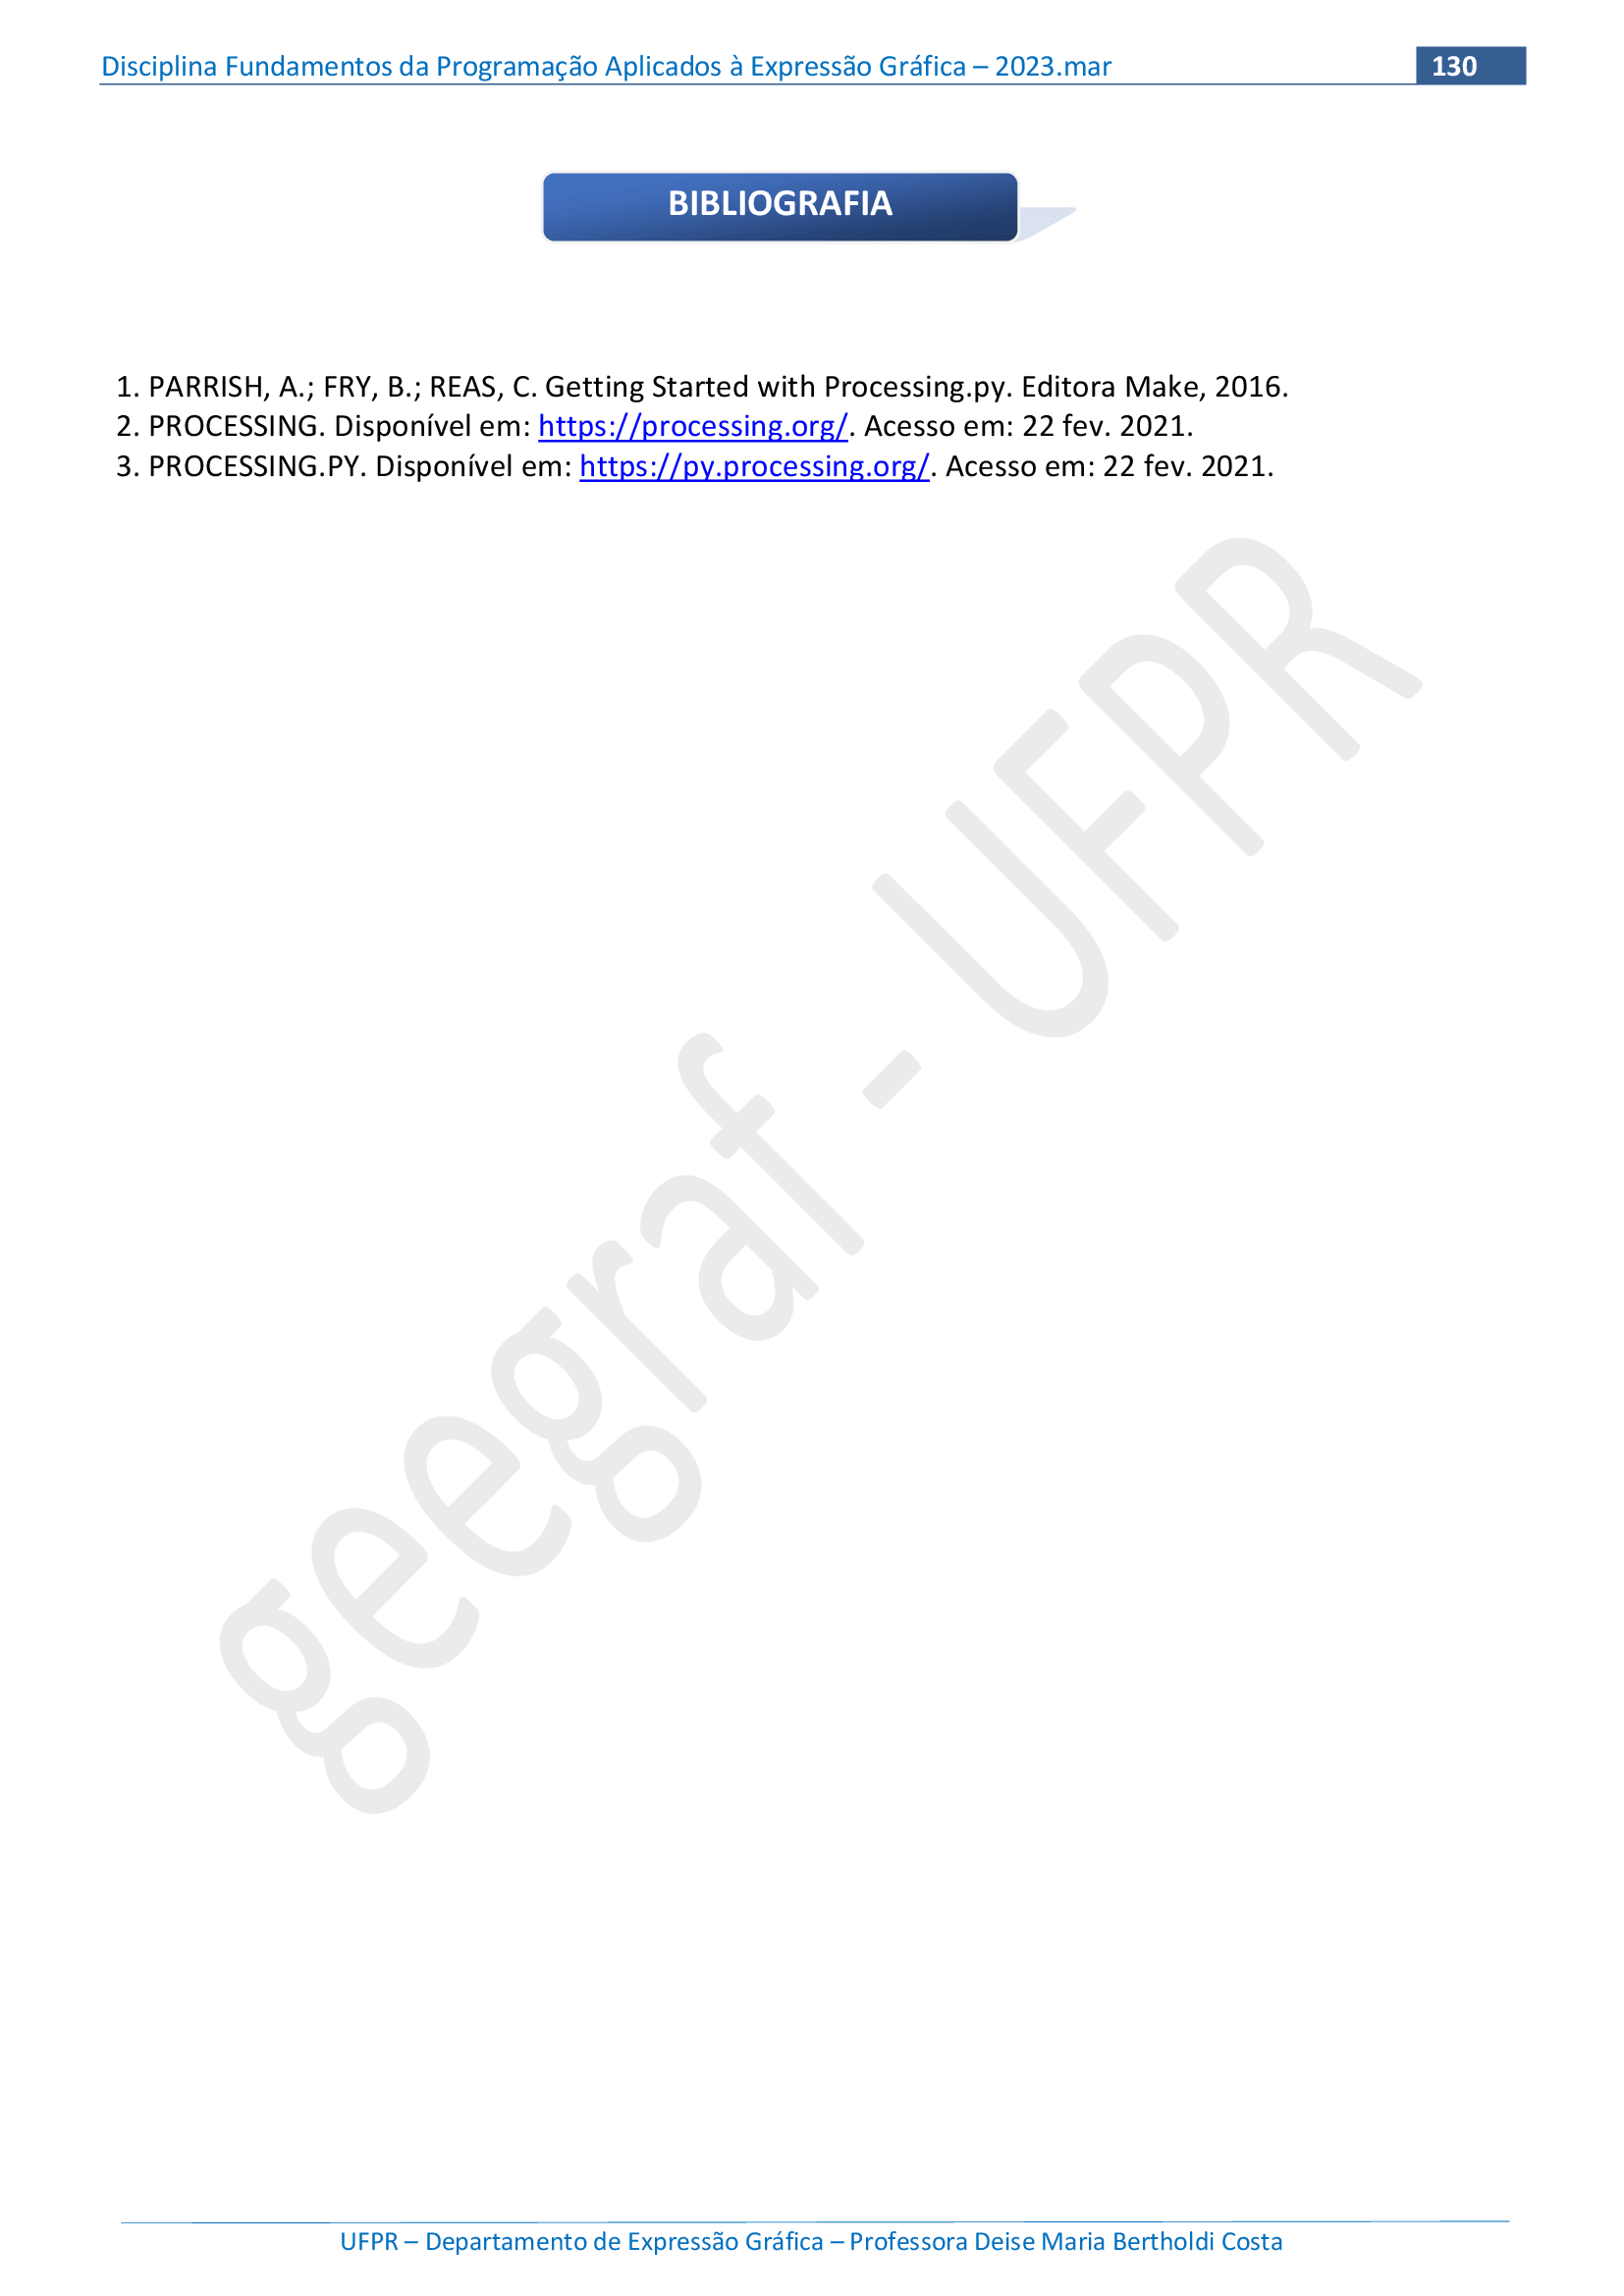 Disciplina Fundamentos da Programação Aplicados à Expressão Gráfica – 2023.mar 130
BIBLIOGRAFIA
1. PARRISH, A.; FRY, B.; REAS, C. Getting Started with Processing.py. Editora Make, 2016.
2. PROCESSING. Disponível em: https://processing.org/. Acesso em: 22 fev. 2021.
3. PROCESSING.PY. Disponível em: https://py.processing.org/. Acesso em: 22 fev. 2021.
geegraf - UFPR
UFPR – Departamento de Expressão Gráfica – Professora Deise Maria Bertholdi Costa